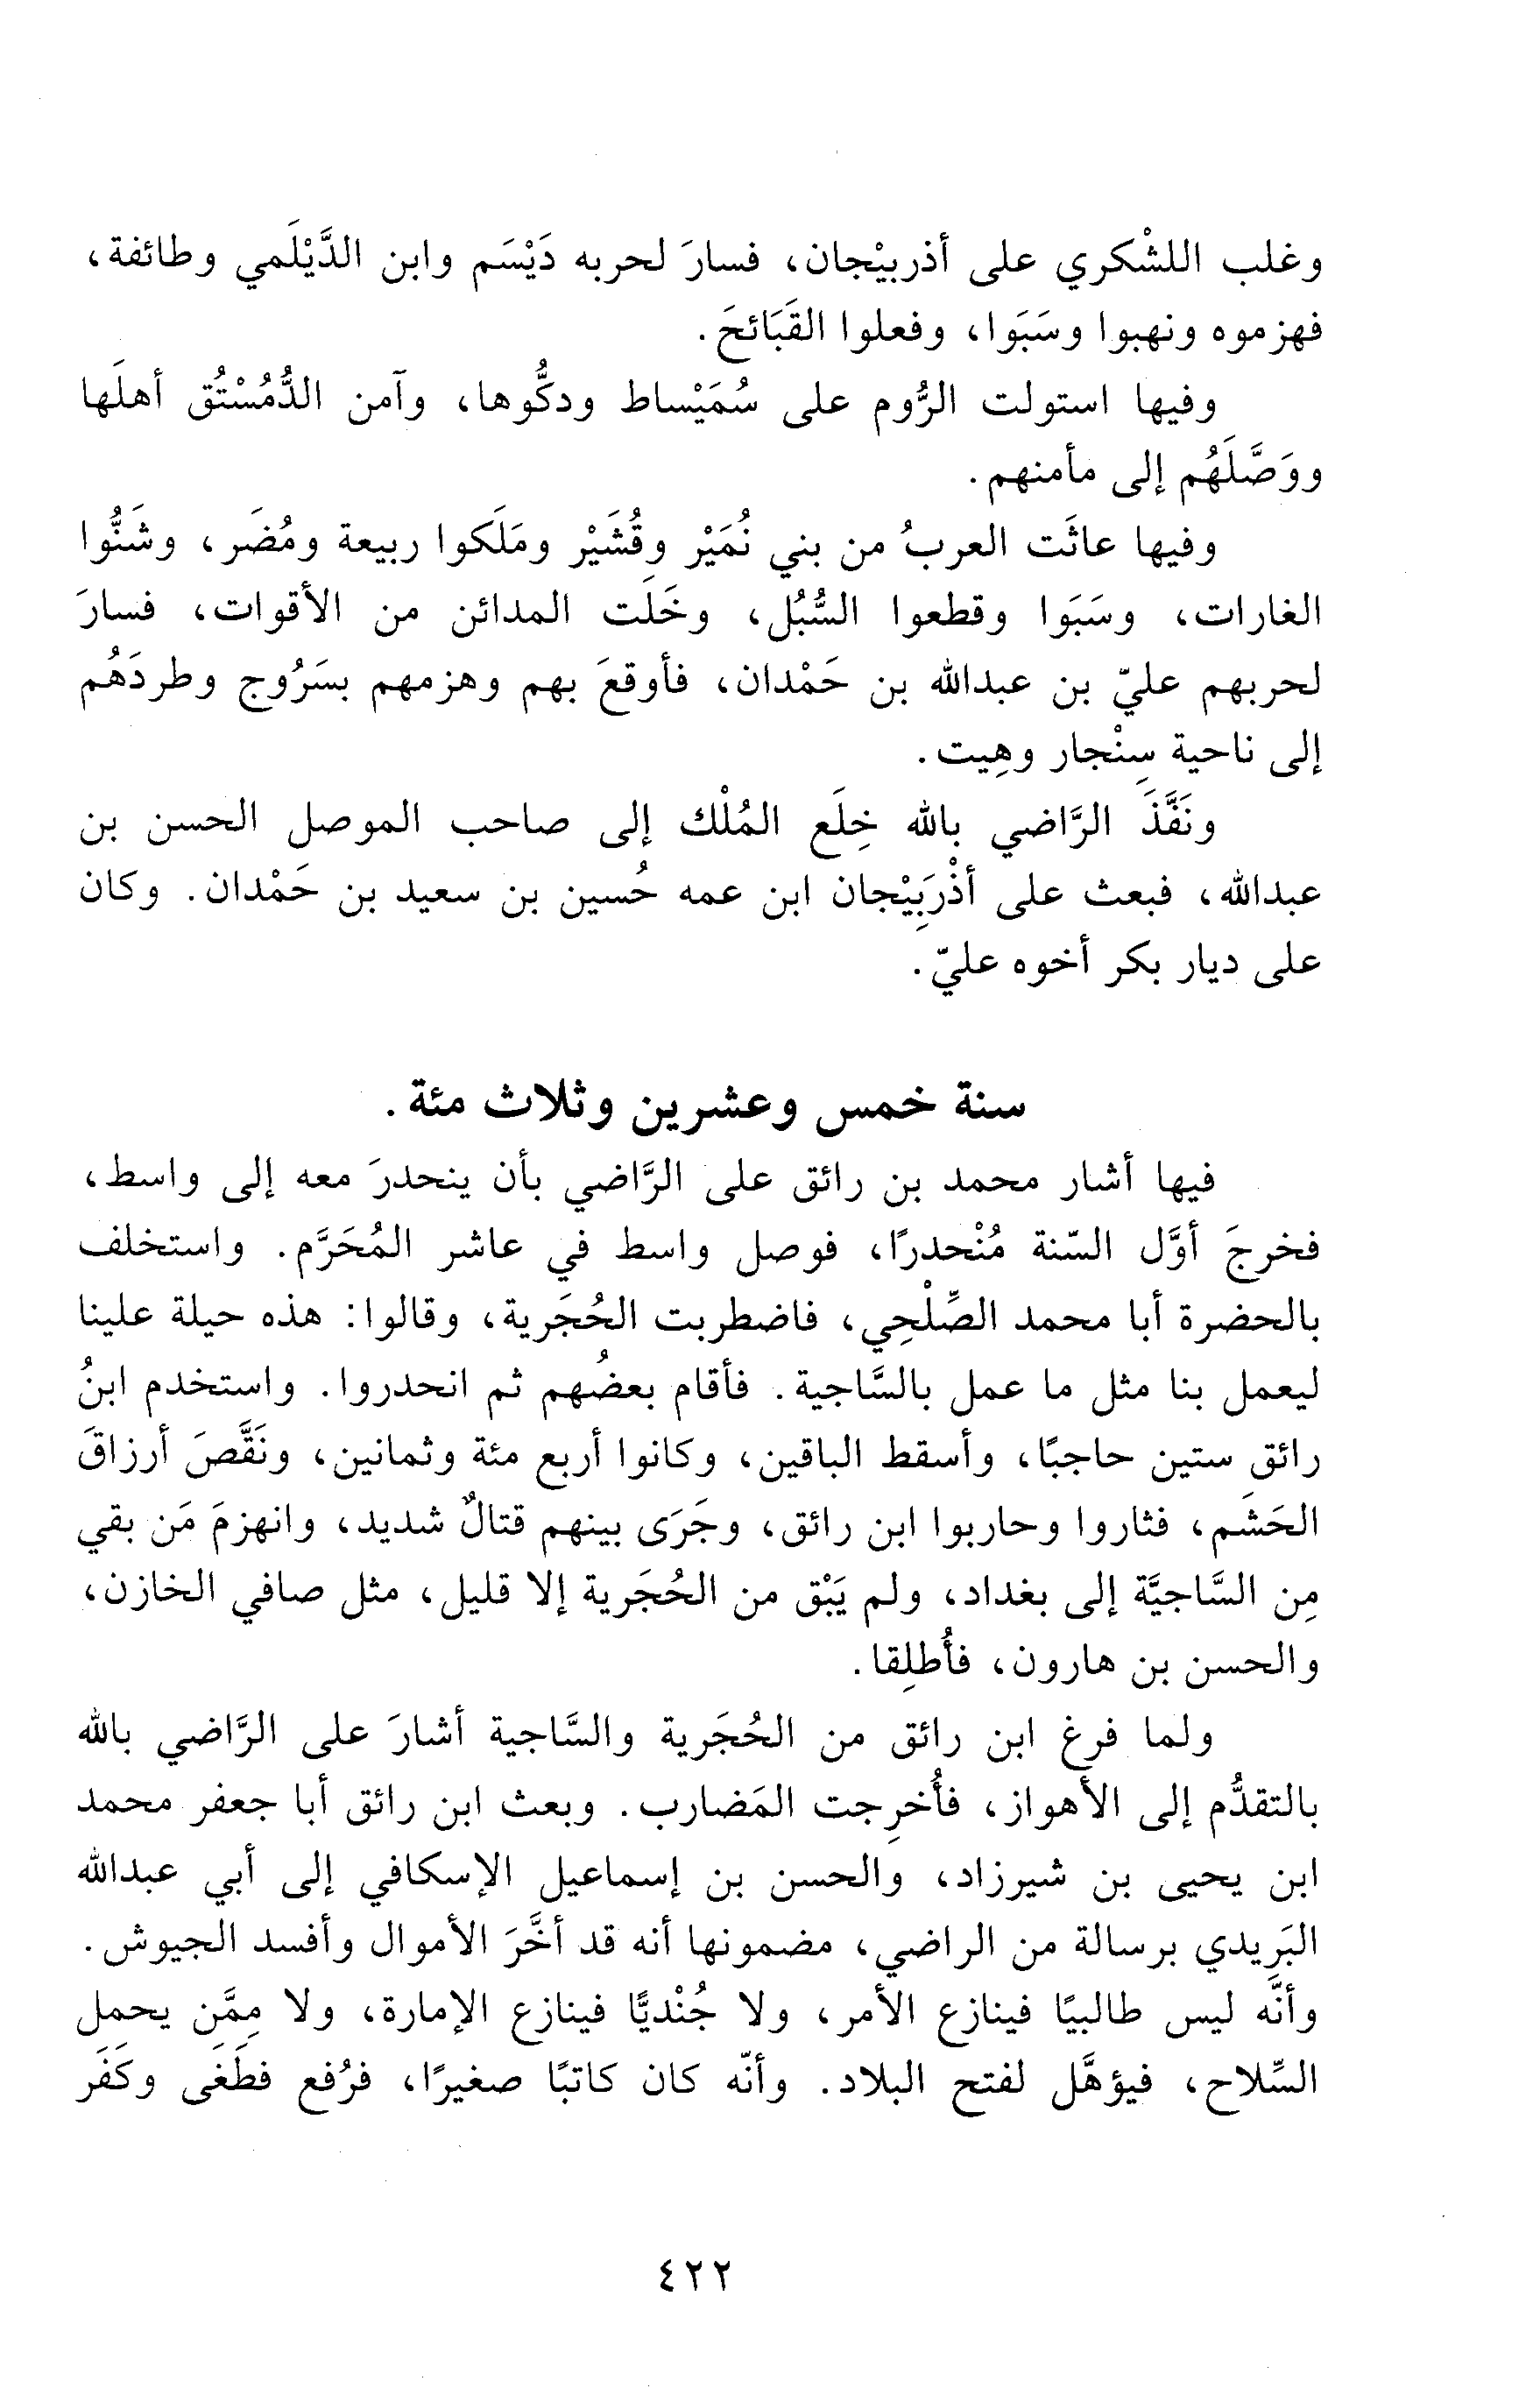 وغلب اللشْكري على أذربيْجان، فسارَ لحربه دَيْسَم وابن الدَّيْلَمي وطائفة،
فهزموه ونهبوا وسَبَوا، وفعلوا القَبَائحَ.
وفيها استولت الرُّوم على سُمَيْساط ودكُّوها، وآمن الدُّمُسْتُق أهلَها
ووَصَّلَهُم إلى مأمنهم.
وفيها عاثَت العربُ من بني نُمَيْر وقُشَيْر ومَلَكوا ربيعة ومُضَر، وشَنُّوا
الغارات، وسَبَوا وقطعوا السُّبُل، وخَلَت المدائن من الأقوات، فسارَ
لحربهم عليّ بن عبدالله بن حَمْدان، فأوقعَ بهم وهزمهم بسَرُوج وطردَهُم
إلى ناحية سِنْجار وهِيت.
ونَفَّذَ الرَّاضي بالله خِلَع المُلْك إلى صاحب الموصل الحسن بن
عبدالله، فبعث على أذْرَبِيْجان ابن عمه حُسين بن سعيد بن حَمْدان. وكان
على ديار بكر أخوه عليّ.
سنة خمس وعشرين وثلاث مئة.
فيها أشار محمد بن رائق على الرَّاضي بأن ينحدرَ معه إلى واسط،
فخرجَ أوَّل السّنة مُنْحدرًا، فوصل واسط في عاشر المُحَرَّم. واستخلف
بالحضرة أبا محمد الصِّلْحِي، فاضطربت الحُجَرية، وقالوا: هذه حيلة علينا
ليعمل بنا مثل ما عمل بالسَّاجية. فأقام بعضُهم ثم انحدروا. واستخدم ابنُ
رائق ستين حاجبًا، وأسقط الباقين، وكانوا أربع مئة وثمانين، ونَقَّصَ أرزاقَ
الحَشَم، فثاروا وحاربوا ابن رائق، وجَرَى بينهم قتالٌ شديد، وانهزمَ مَن بقي
مِن السَّاجيَّة إلى بغداد، ولم يَبْق من الحُجَرية إلا قليل، مثل صافي الخازن،
والحسن بن هارون، فأُطلِقا.
ولما فرغ ابن رائق من الحُجَرية والسَّاجية أشارَ على الرَّاضي بالله
بالتقدُّم إلى الأهواز، فأُخرِجت المَضارب. وبعث ابن رائق أبا جعفر محمد
ابن يحيى بن شيرزاد، والحسن بن إسماعيل الإسكافي إلى أبي عبدالله
البَرِيدي برسالة من الراضي، مضمونها أنه قد أخَّرَ الأموال وأفسد الجيوش.
وأنَّه ليس طالبيًا فينازع الأمر، ولا جُنْديًّا فينازع الإمارة، ولا مِمَّن يحمل
السِّلاح، فيؤهَّل لفتح البلاد. وأنّه كان كاتبًا صغيرًا، فرُفع فطَغَى وكَفَر
٤٢٢